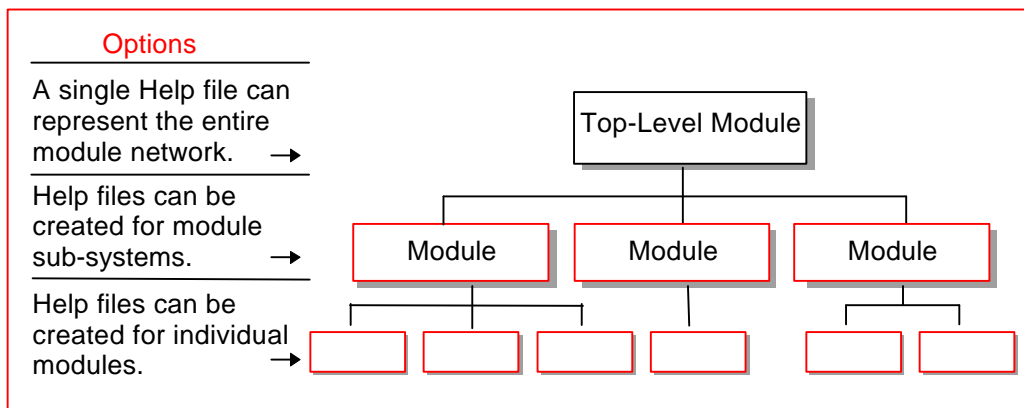 Options
A single Help file can
represent the entire
module network.
Help files can be
created for module
sub-systems.
Help files can be
created for individual
modules.
Top-Level Module
Module
Module
Module